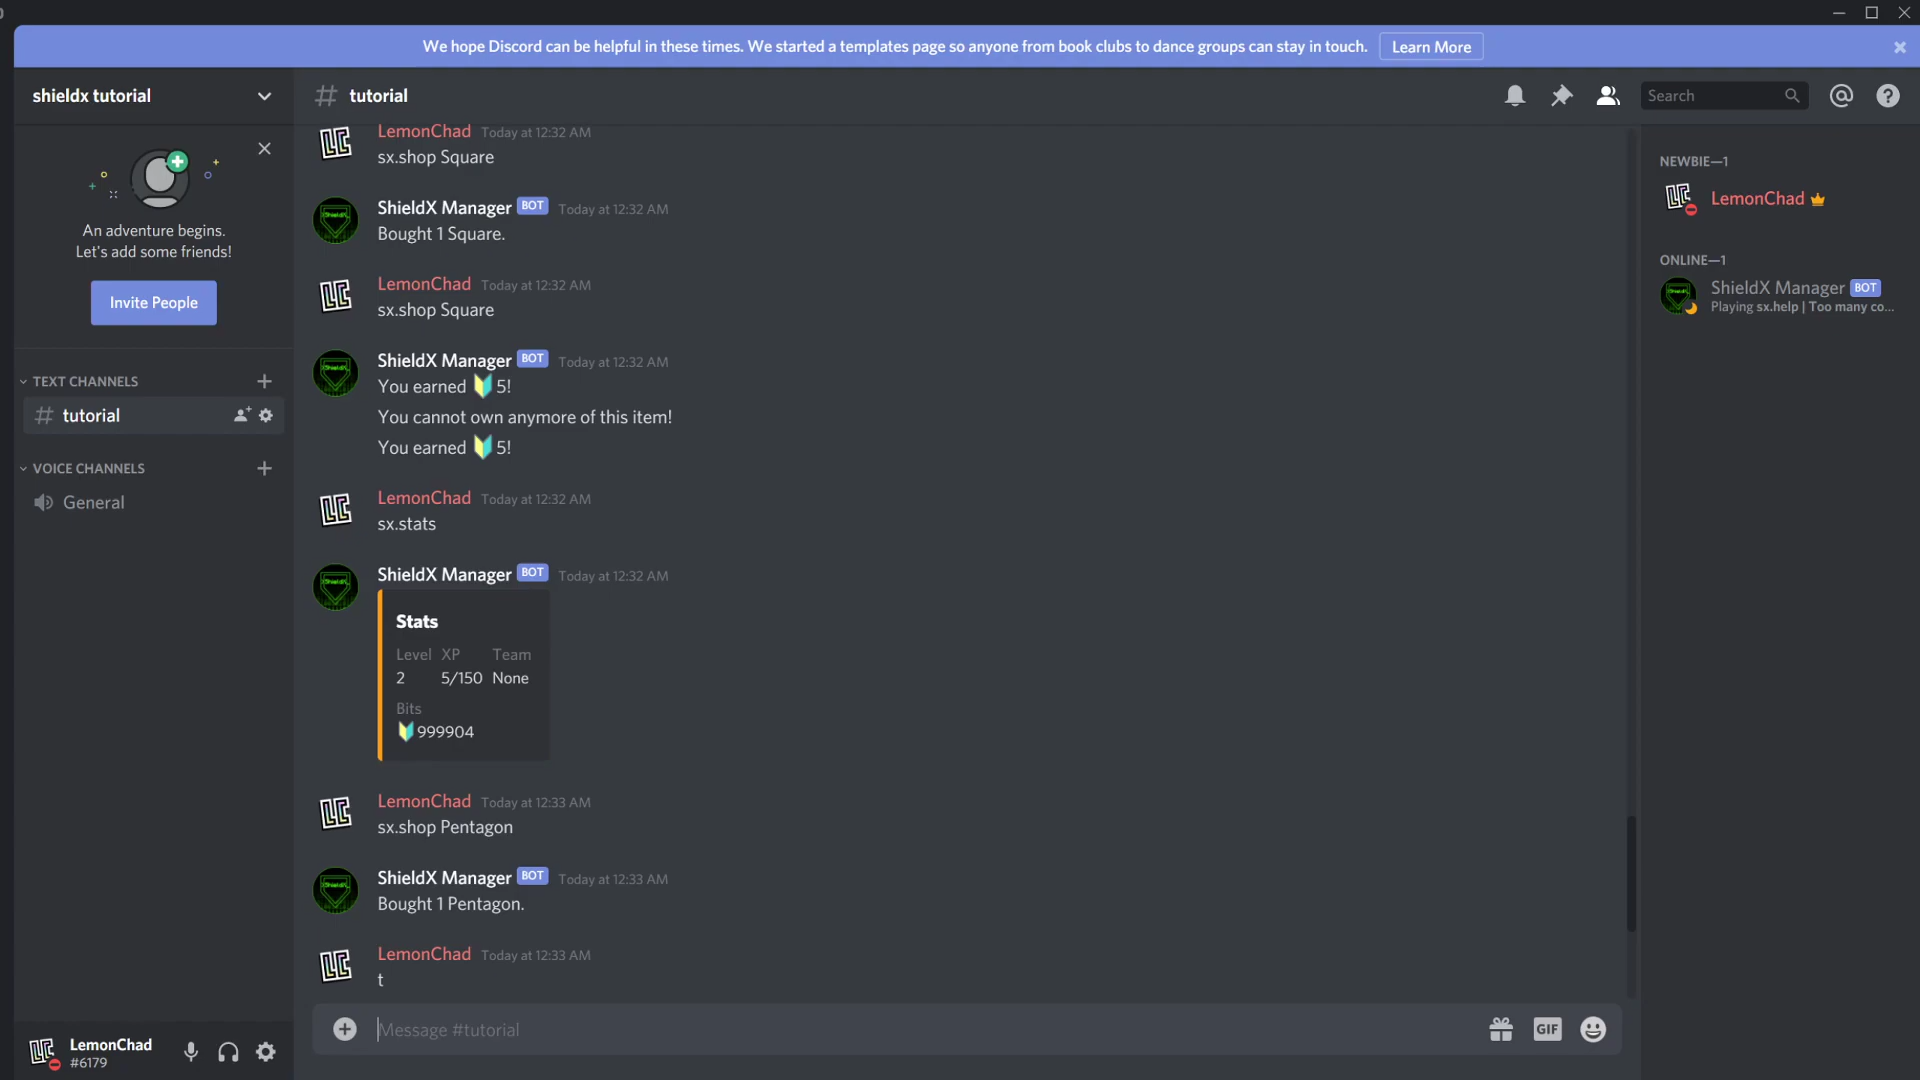 We hope Discord can be helpful in these times. We started a templates page so anyone from book clubs to dance groups can stay in touch. Learn More
shieldx tutorial
An adventure begins.
Let's add some friends!
Invite People
TEXT CHANNELS
tutorial
VOICE CHANNELS
General
LemonChad
#6179
# tutorial
Search
LemonChad Today at 12:32 AM
sx.shop Square
ShieldX Manager BOT Today at 12:32 AM
Bought 1 Square.
LemonChad Today at 12:32 AM
sx.shop Square
ShieldX Manager BOT Today at 12:32 AM
You earned 🔰 5!
You cannot own anymore of this item!
You earned 🔰 5!
LemonChad Today at 12:32 AM
sx.stats
ShieldX Manager BOT Today at 12:32 AM
Stats
Level XP Team
2 5/150 None
Bits
🔰 999904
LemonChad Today at 12:33 AM
sx.shop Pentagon
ShieldX Manager BOT Today at 12:33 AM
Bought 1 Pentagon.
LemonChad Today at 12:33 AM
t
Message #tutorial
GIF
NEWBIE—1
LemonChad
ONLINE—1
ShieldX Manager BOT
Playing sx.help | Too many co...